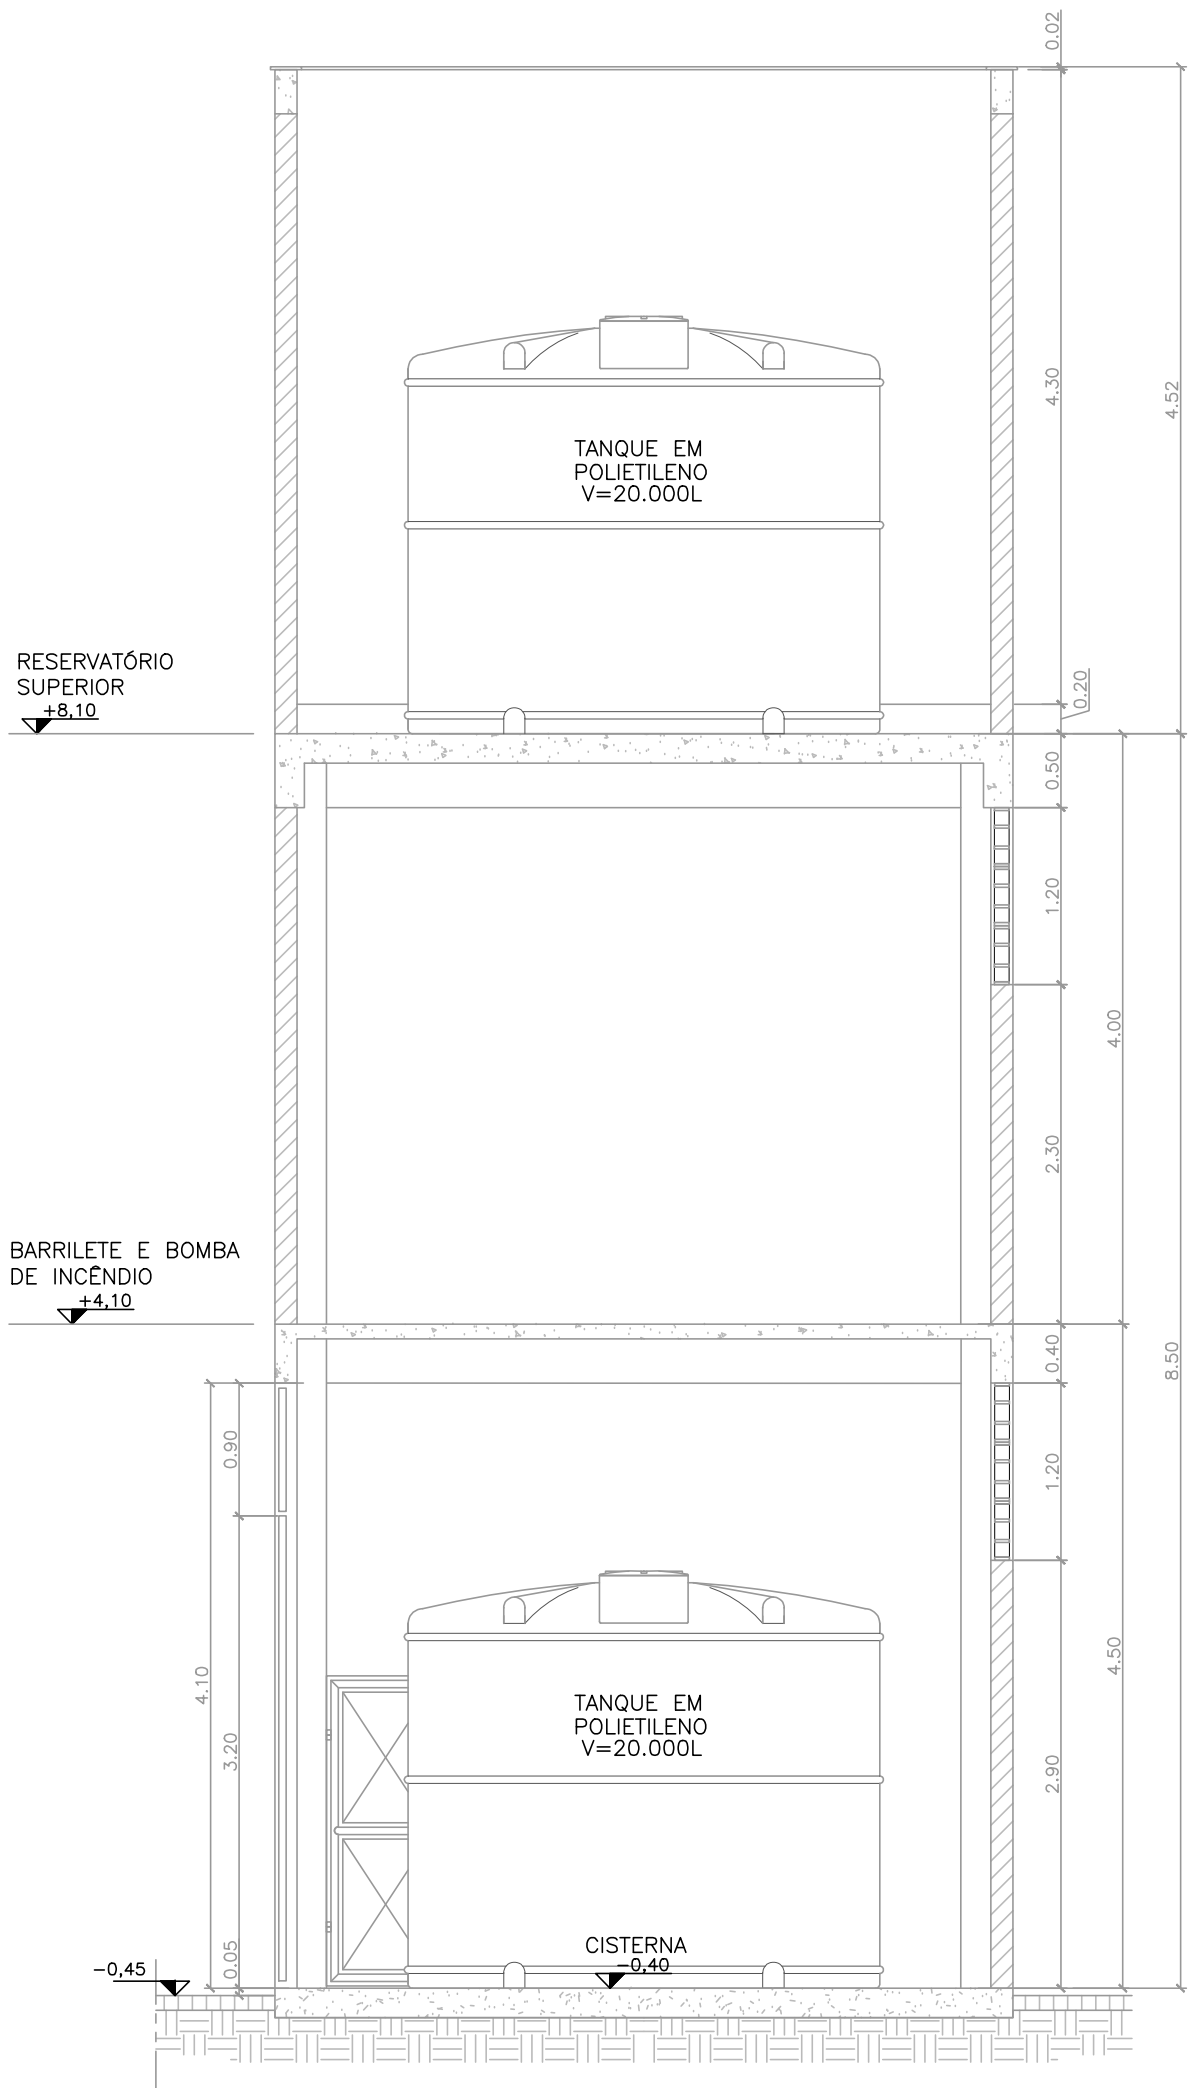 0.02
4.30
4.52
TANQUE EM
POLIETILENO
V=20.000L
RESERVATÓRIO
SUPERIOR
+8,10
0.20
0.50
1.20
4.00
2.30
BARRILETE E BOMBA
DE INCÊNDIO
+4,10
0.40
8.50
0.90
1.20
4.10
4.50
TANQUE EM
POLIETILENO
V=20.000L
3.20
2.90
CISTERNA
-0,40
0.05
-0,45